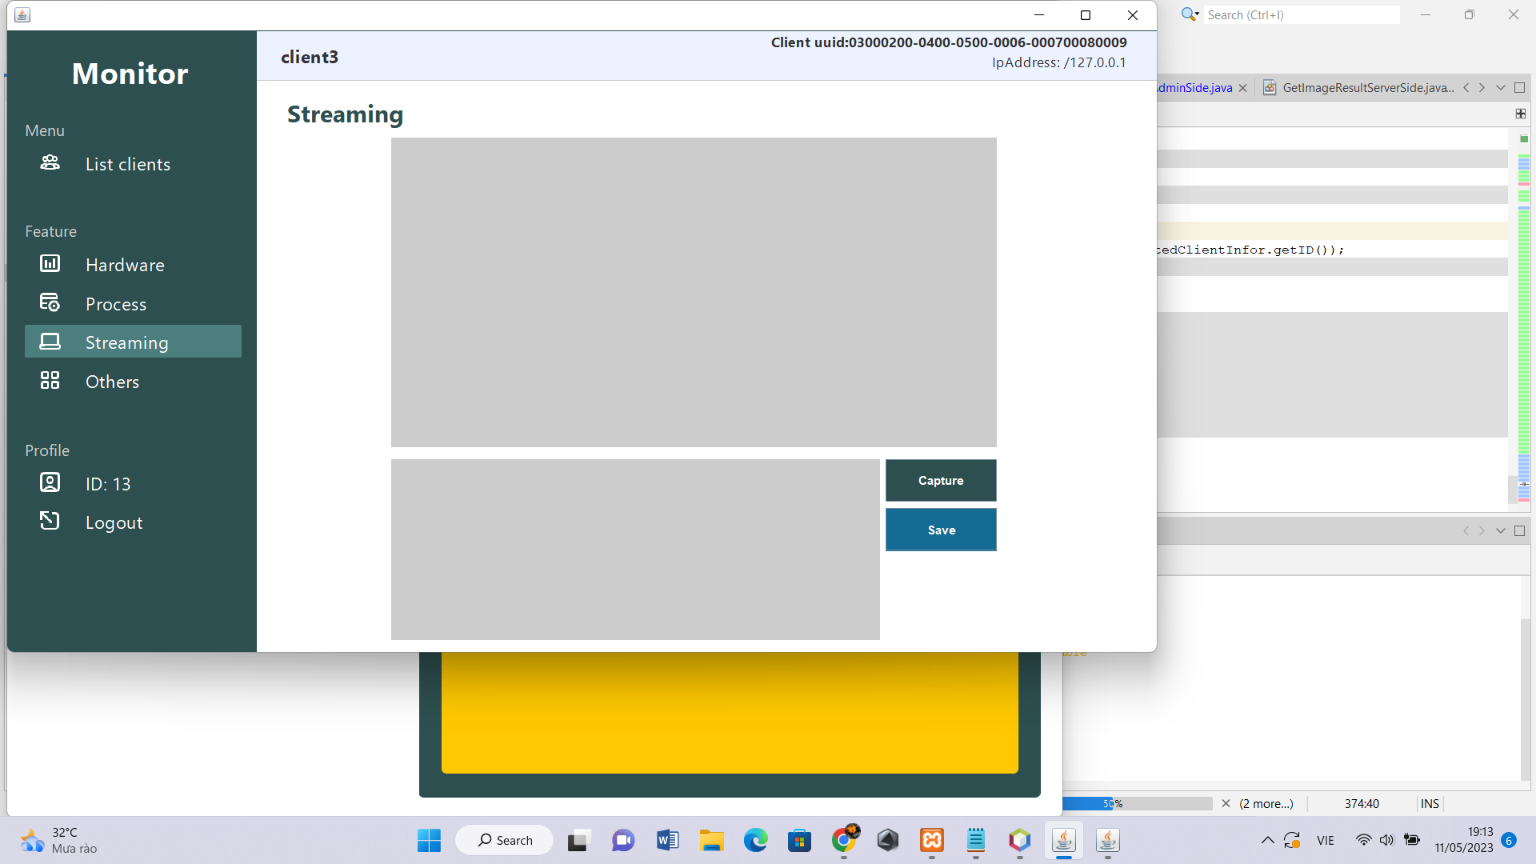 Monitor
Menu
List clients
Feature
Hardware
Process
Streaming
Others
Profile
ID: 13
Logout
client3
Client uuid:03000200-0400-0500-0006-000700080009
IpAddress: /127.0.0.1
Streaming
Capture
Save
Search (Ctrl+I)
dminSide.java
GetImageResultServerSide.java...
tedClientInfor.getID());
50%
(2 more...)
374:40
INS
32°C
Mưa rào
Search
VIE
19:13
11/05/2023
6